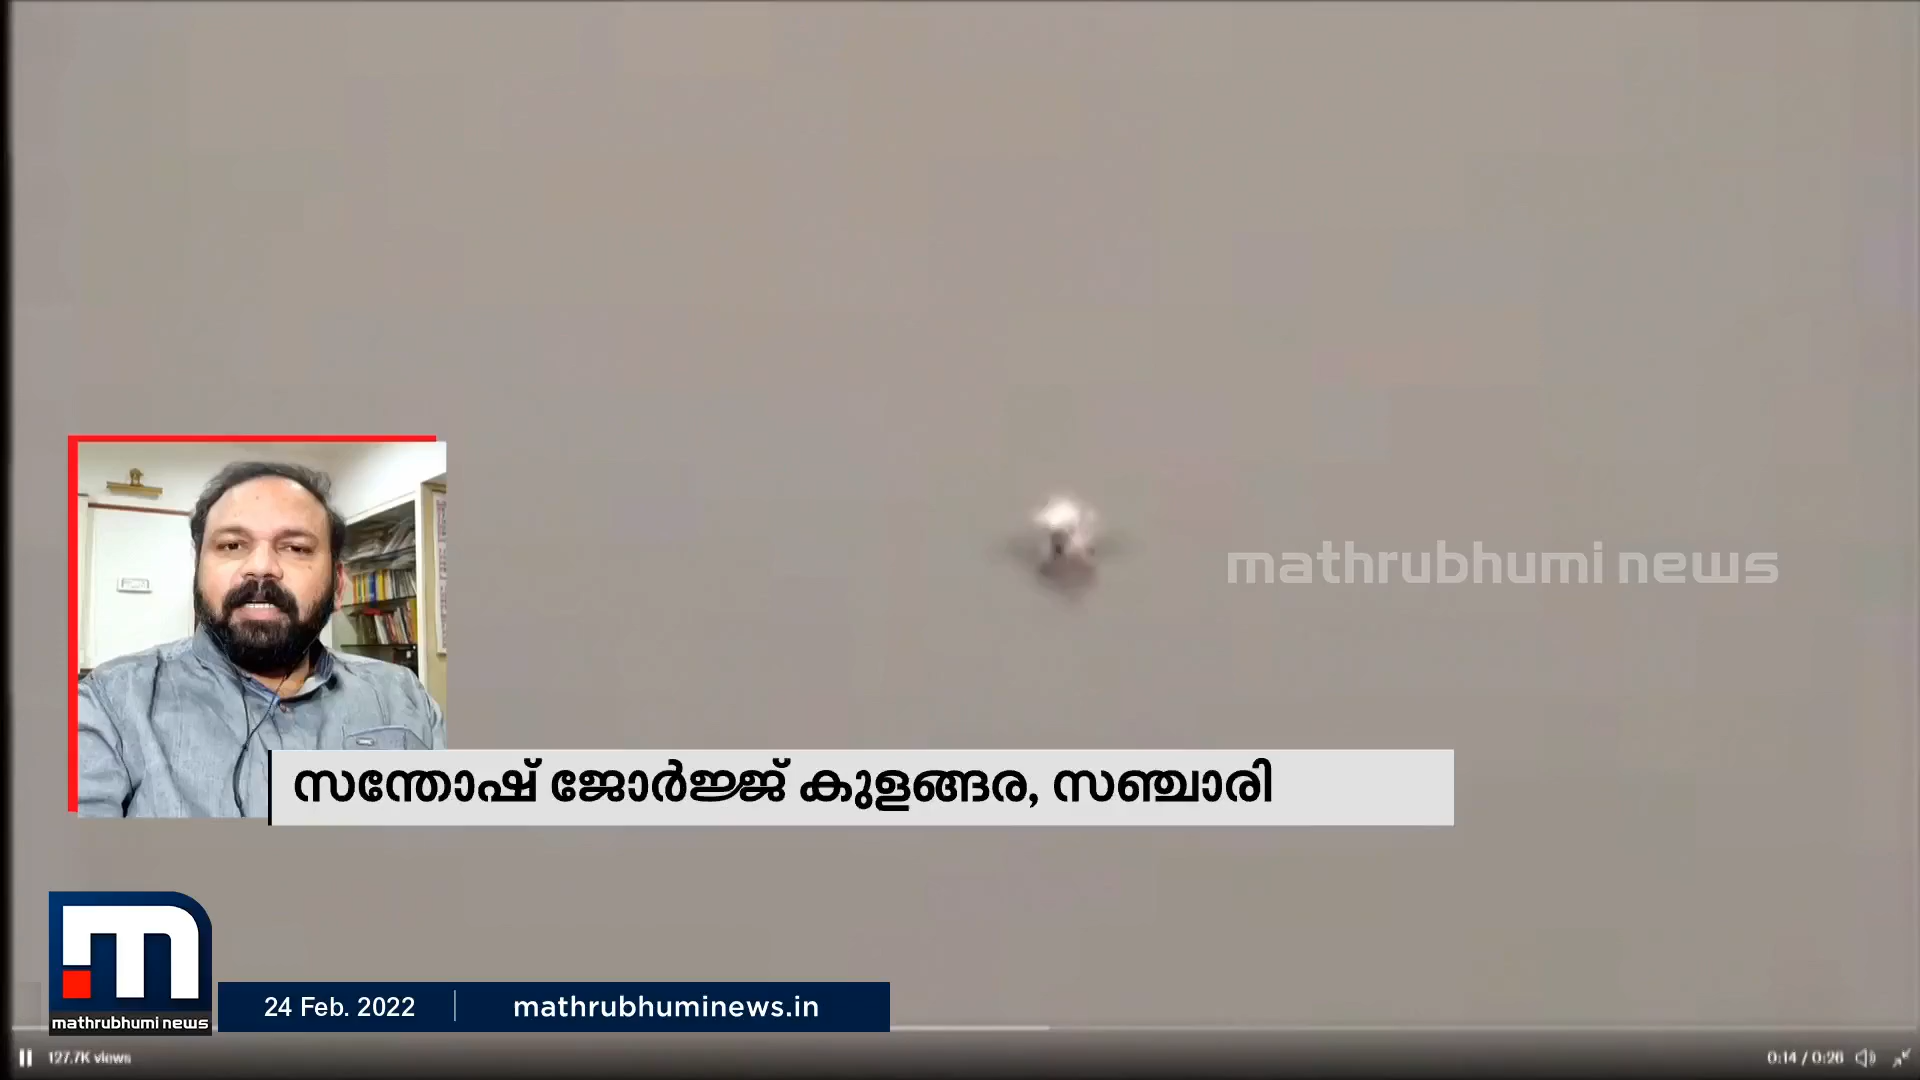 mathrubhumi news
സന്തോഷ് ജോർജ്ജ് കുളങ്ങര, സഞ്ചാരി
mathrubhumi news
24 Feb. 2022
mathrubhuminews.in
127.7K views
0:14 / 0:26